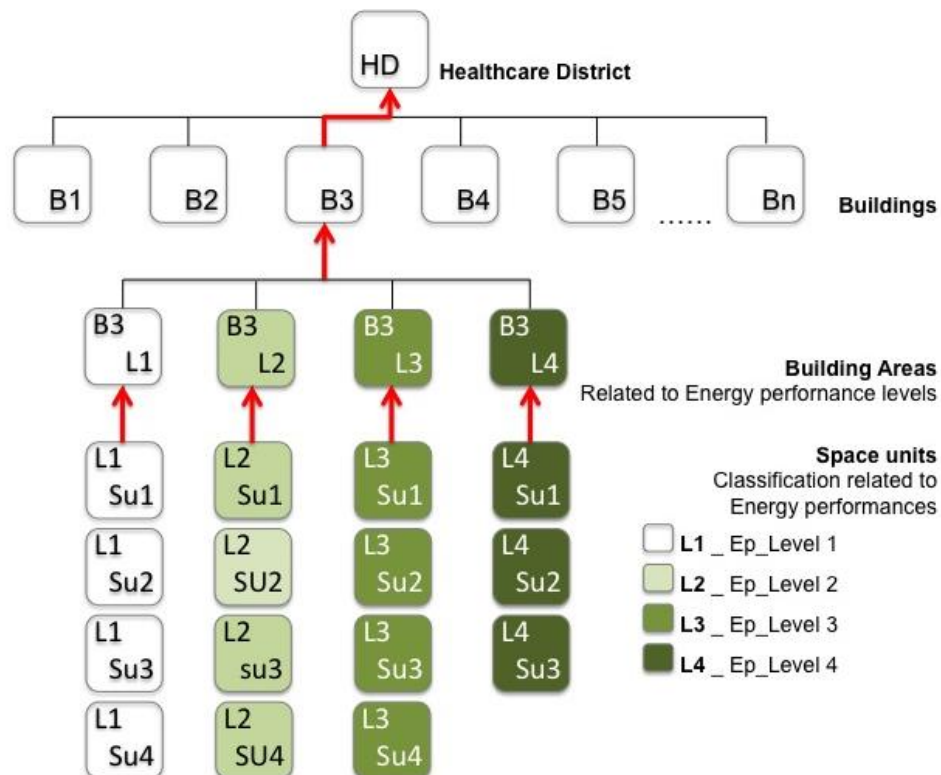 HD
Healthcare District
B1
B2
B3
B4
B5
......
Bn
Buildings
B3
L1
B3
L2
B3
L3
B3
L4
Building Areas
Related to Energy perfornance levels
L1
Su1
L2
Su1
L3
Su1
L4
Su1
Space units
Classification related to
Energy performances
L1
Su2
L2
SU2
L3
Su2
L4
Su2
L1
Su3
L2
su3
L3
Su3
L4
Su3
L1
Su4
L2
SU4
L3
Su4
L1 _ Ep_Level 1
L2 _ Ep_Level 2
L3 _ Ep_Level 3
L4 _ Ep_Level 4